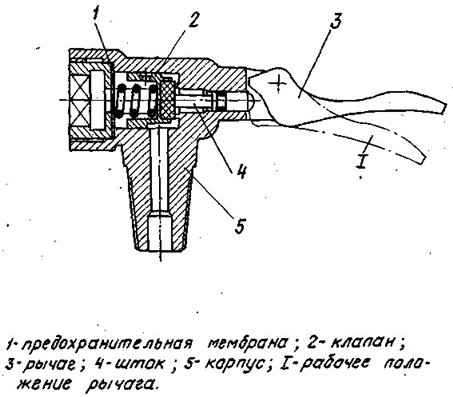 1
2
3
4
5
I
1-предохранительная мембрана; 2-клапан;
3-рычаг; 4-шток; 5-корпус; I-рабочее поло-
жение рычага.